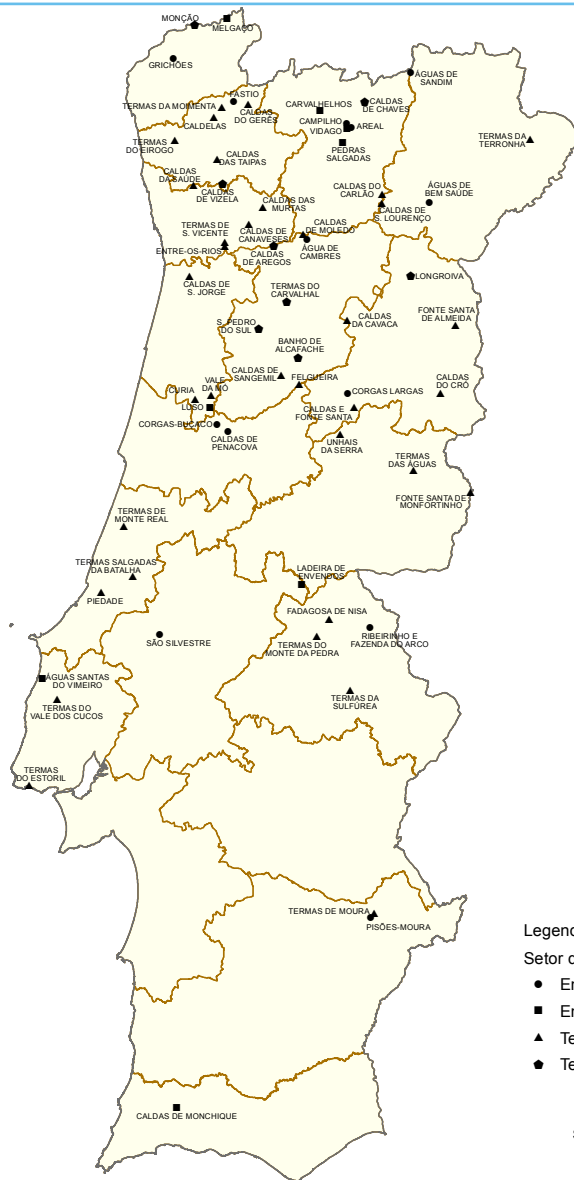 MONÇÃO
MELGAÇO
GRICHÕES
ÁGUAS DE
SANDIM
FASTIO
TERMAS DA MOIMENTA
CALDAS
DO GERÊS
CALDELAS
CARVALHELHOS
CALDAS
DE CHAVES
CAMPILHO
VIDAGO
AREAL
PEDRAS
SALGADAS
TERMAS DA
TERRONHA
TERMAS
DO EIROGO
CALDAS
DAS TAIPAS
CALDAS
DA SAÚDE
CALDAS
DE VIZELA
CALDAS DO
CARLÃO
CALDAS DE
S. LOURENÇO
ÁGUAS DE
BEM SAÚDE
CALDAS DAS
MURTAS
TERMAS DE
S. VICENTE
CALDAS DE
CANAVESES
CALDAS
DE MOLEDO
ENTRE-OS-RIOS
CALDAS
DE AREGOS
ÁGUA DE
CAMBRES
CALDAS DE
S. JORGE
TERMAS DO
CARVALHAL
LONGROIVA
S. PEDRO
DO SUL
CALDAS
DA CAVACA
FONTE SANTA
DE ALMEIDA
BANHO DE
ALCAFACHE
CALDAS DE
SANGEMIL
FELGUEIRA
CALDAS
DO CRÓ
VALE
DA MÓ
CURIA
LUSO
CORGAS LARGAS
CALDAS E
FONTE SANTA
CORGAS-BUÇACO
CALDAS DE
PENACOVA
UNHAIS
DA SERRA
TERMAS
DAS ÁGUAS
FONTE SANTA DE
MONFORTINHO
TERMAS DE
MONTE REAL
TERMAS SALGADAS
DA BATALHA
PIEDADE
LADEIRA DE
ENVENDOS
FADAGOSA DE NISA
SÃO SILVESTRE
TERMAS DO
MONTE DA PEDRA
RIBEIRINHO E
FAZENDA DO ARCO
ÁGUAS SANTAS
DO VIMEIRO
TERMAS DO
VALE DOS CUCOS
TERMAS DA
SULFÚREA
TERMAS
DO ESTORIL
TERMAS DE MOURA
PISÕES-MOURA
CALDAS DE MONCHIQUE
Legenc
Setor d
En
En
Te
Te